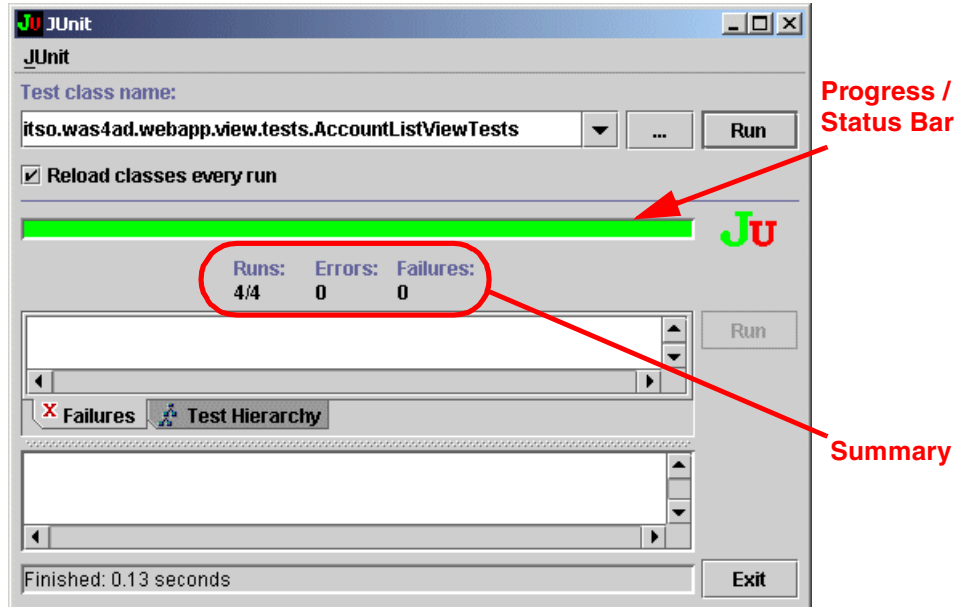 JU JUnit
JUnit
Test class name:
itso.was4ad.webapp.view.tests.AccountListViewTests
...
Run
Reload classes every run
Progress /
Status Bar
JU
Runs: Errors: Failures:
4/4 0 0
Run
X Failures Test Hierarchy
Summary
Finished: 0.13 seconds
Exit